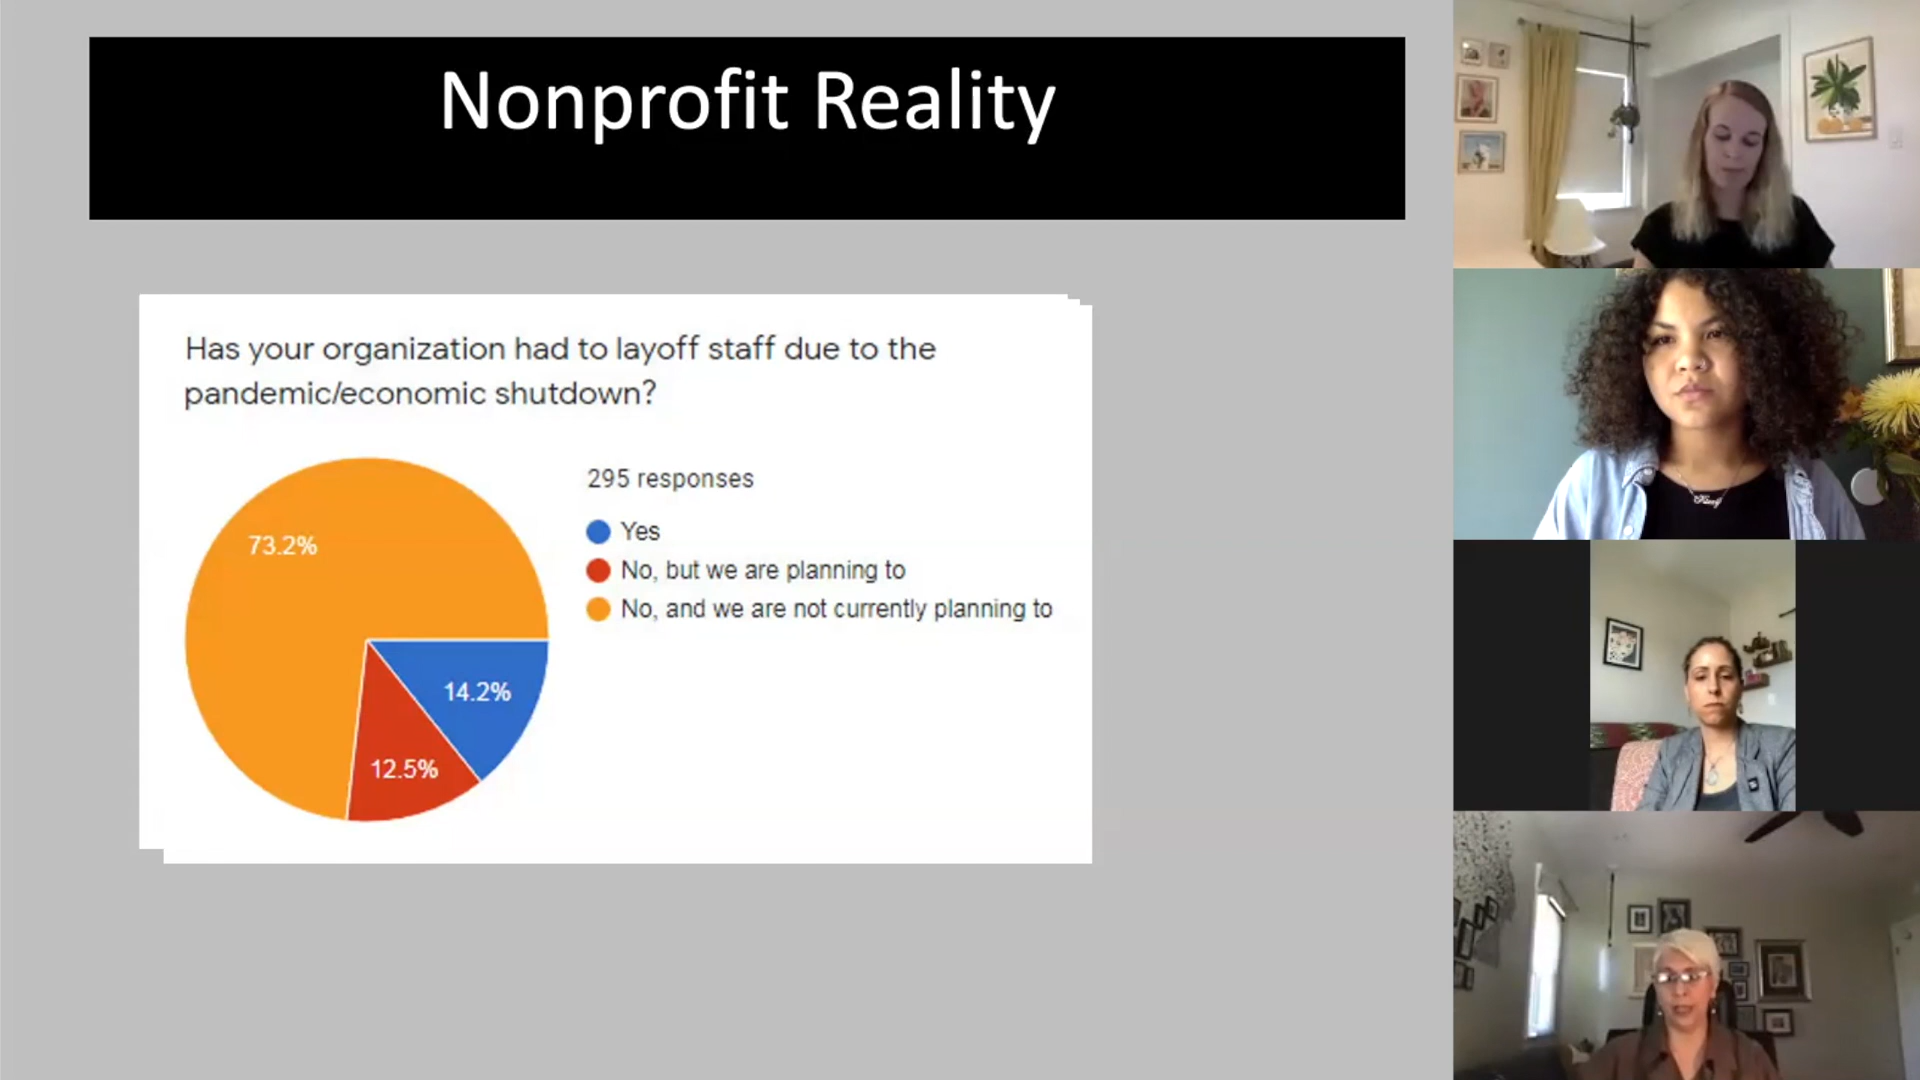 Nonprofit Reality
Has your organization had to layoff staff due to the
pandemic/economic shutdown?
295 responses
Yes
No, but we are planning to
No, and we are not currently planning to
73.2%
14.2%
12.5%